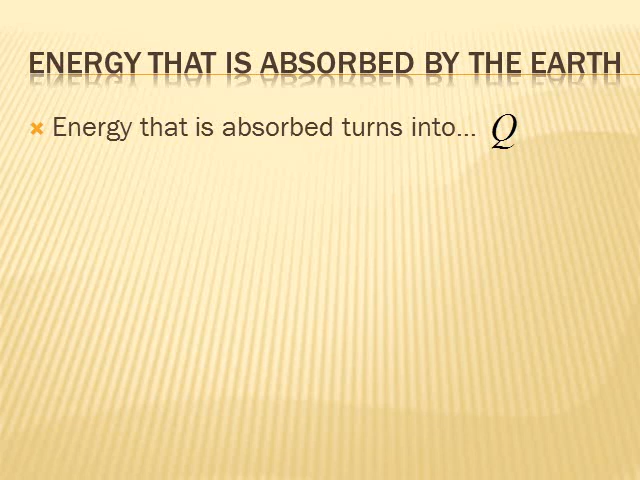 ENERGY THAT IS ABSORBED BY THE EARTH
Energy that is absorbed turns into... Q